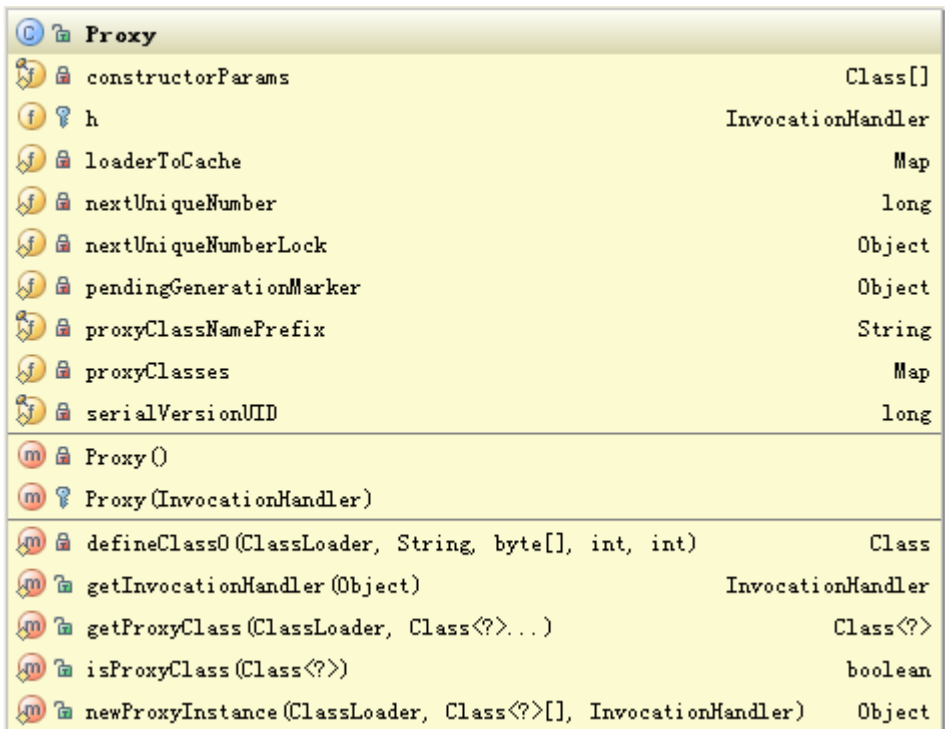 Proxy
constructorParams Class[]
h InvocationHandler
loaderToCache Map
nextUniqueNumber long
nextUniqueNumberLock Object
pendingGenerationMarker Object
proxyClassNamePrefix String
proxyClasses Map
serialVersionUID long
Proxy()
Proxy(InvocationHandler)
defineClass0(ClassLoader, String, byte[], int, int) Class
getInvocationHandler(Object) InvocationHandler
getProxyClass(ClassLoader, Class<?>...) Class<?>
isProxyClass(Class<?>) boolean
newProxyInstance(ClassLoader, Class<?>[], InvocationHandler) Object